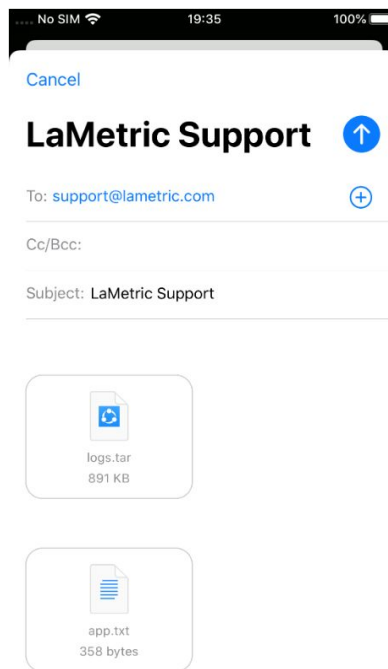 .... No SIM 19:35 100%
Cancel
LaMetric Support
To: support@lametric.com
Cc/Bcc:
Subject: LaMetric Support
logs.tar
891 KB
app.txt
358 bytes